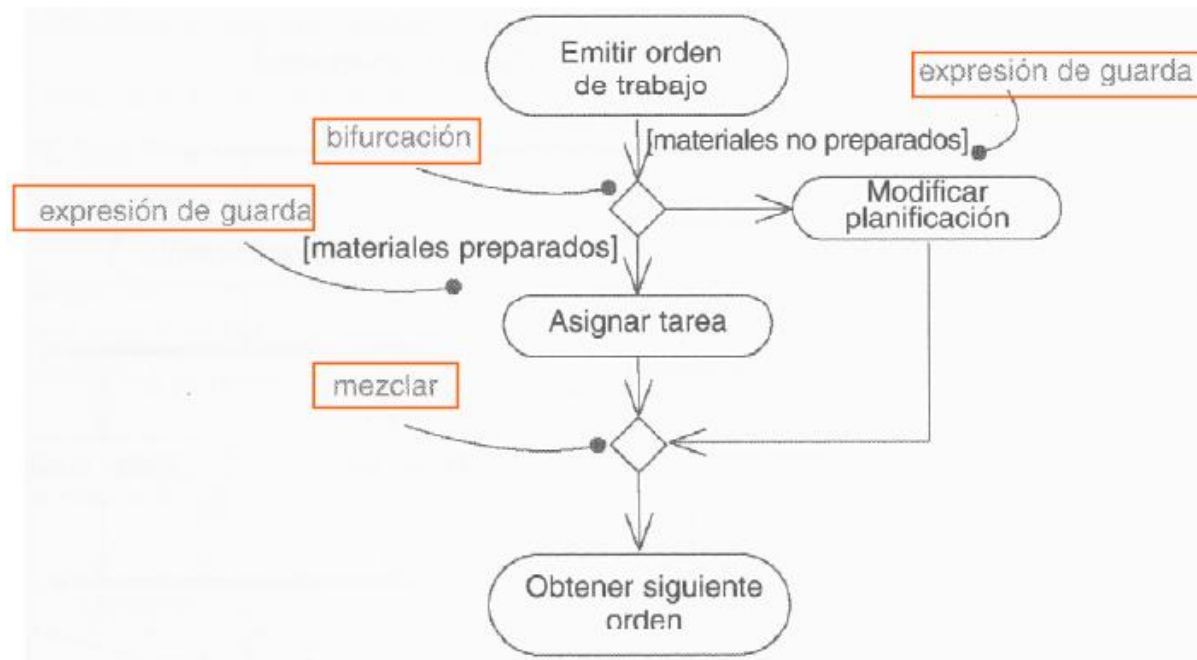 Emitir orden
de trabajo
expresión de guarda
bifurcación
[materiales no preparados]
Modificar
planificación
expresión de guarda
[materiales preparados]
Asignar tarea
mezclar
Obtener siguiente
orden